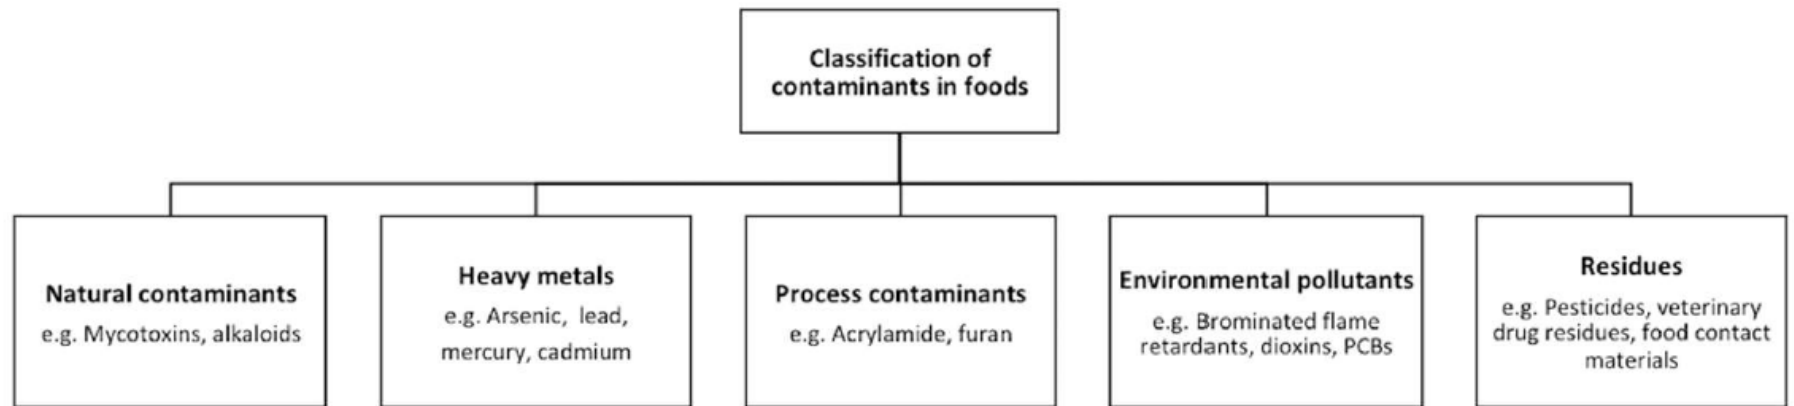 Classification of
contaminants in foods
Natural contaminants
e.g. Mycotoxins, alkaloids
Heavy metals
e.g. Arsenic, lead,
mercury, cadmium
Process contaminants
e.g. Acrylamide, furan
Environmental pollutants
e.g. Brominated flame
retardants, dioxins, PCBs
Residues
e.g. Pesticides, veterinary
drug residues, food contact
materials